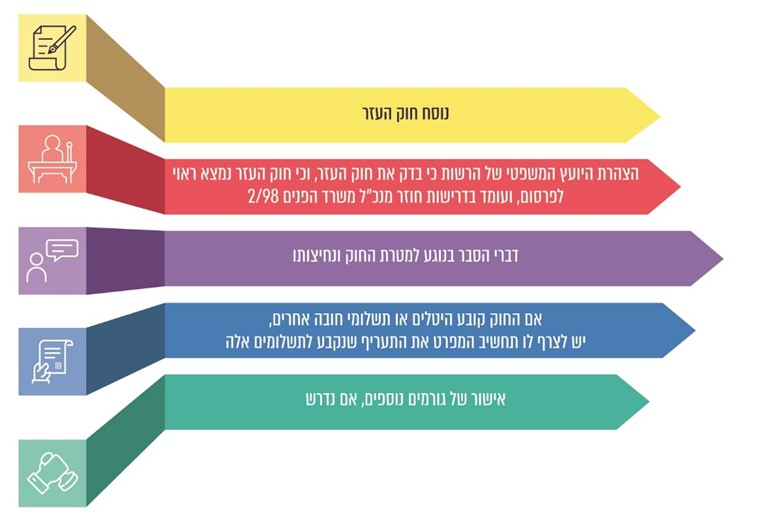 נוסח חוק העזר
הצהרת היועץ המשפטי של הרשות כי בדק את חוק העזר, וכי חוק העזר נמצא ראוי
לפרסום, ועומד בדרישות חוזר מנכ"ל משרד הפנים 2/98
דברי הסבר בנוגע למטרת החוק ונחיצותו
אם החוק קובע היטלים או תשלומי חובה אחרים,
יש לצרף לו תחשיב המפרט את התעריף שנקבע לתשלומים אלה
אישור של גורמים נוספים, אם נדרש